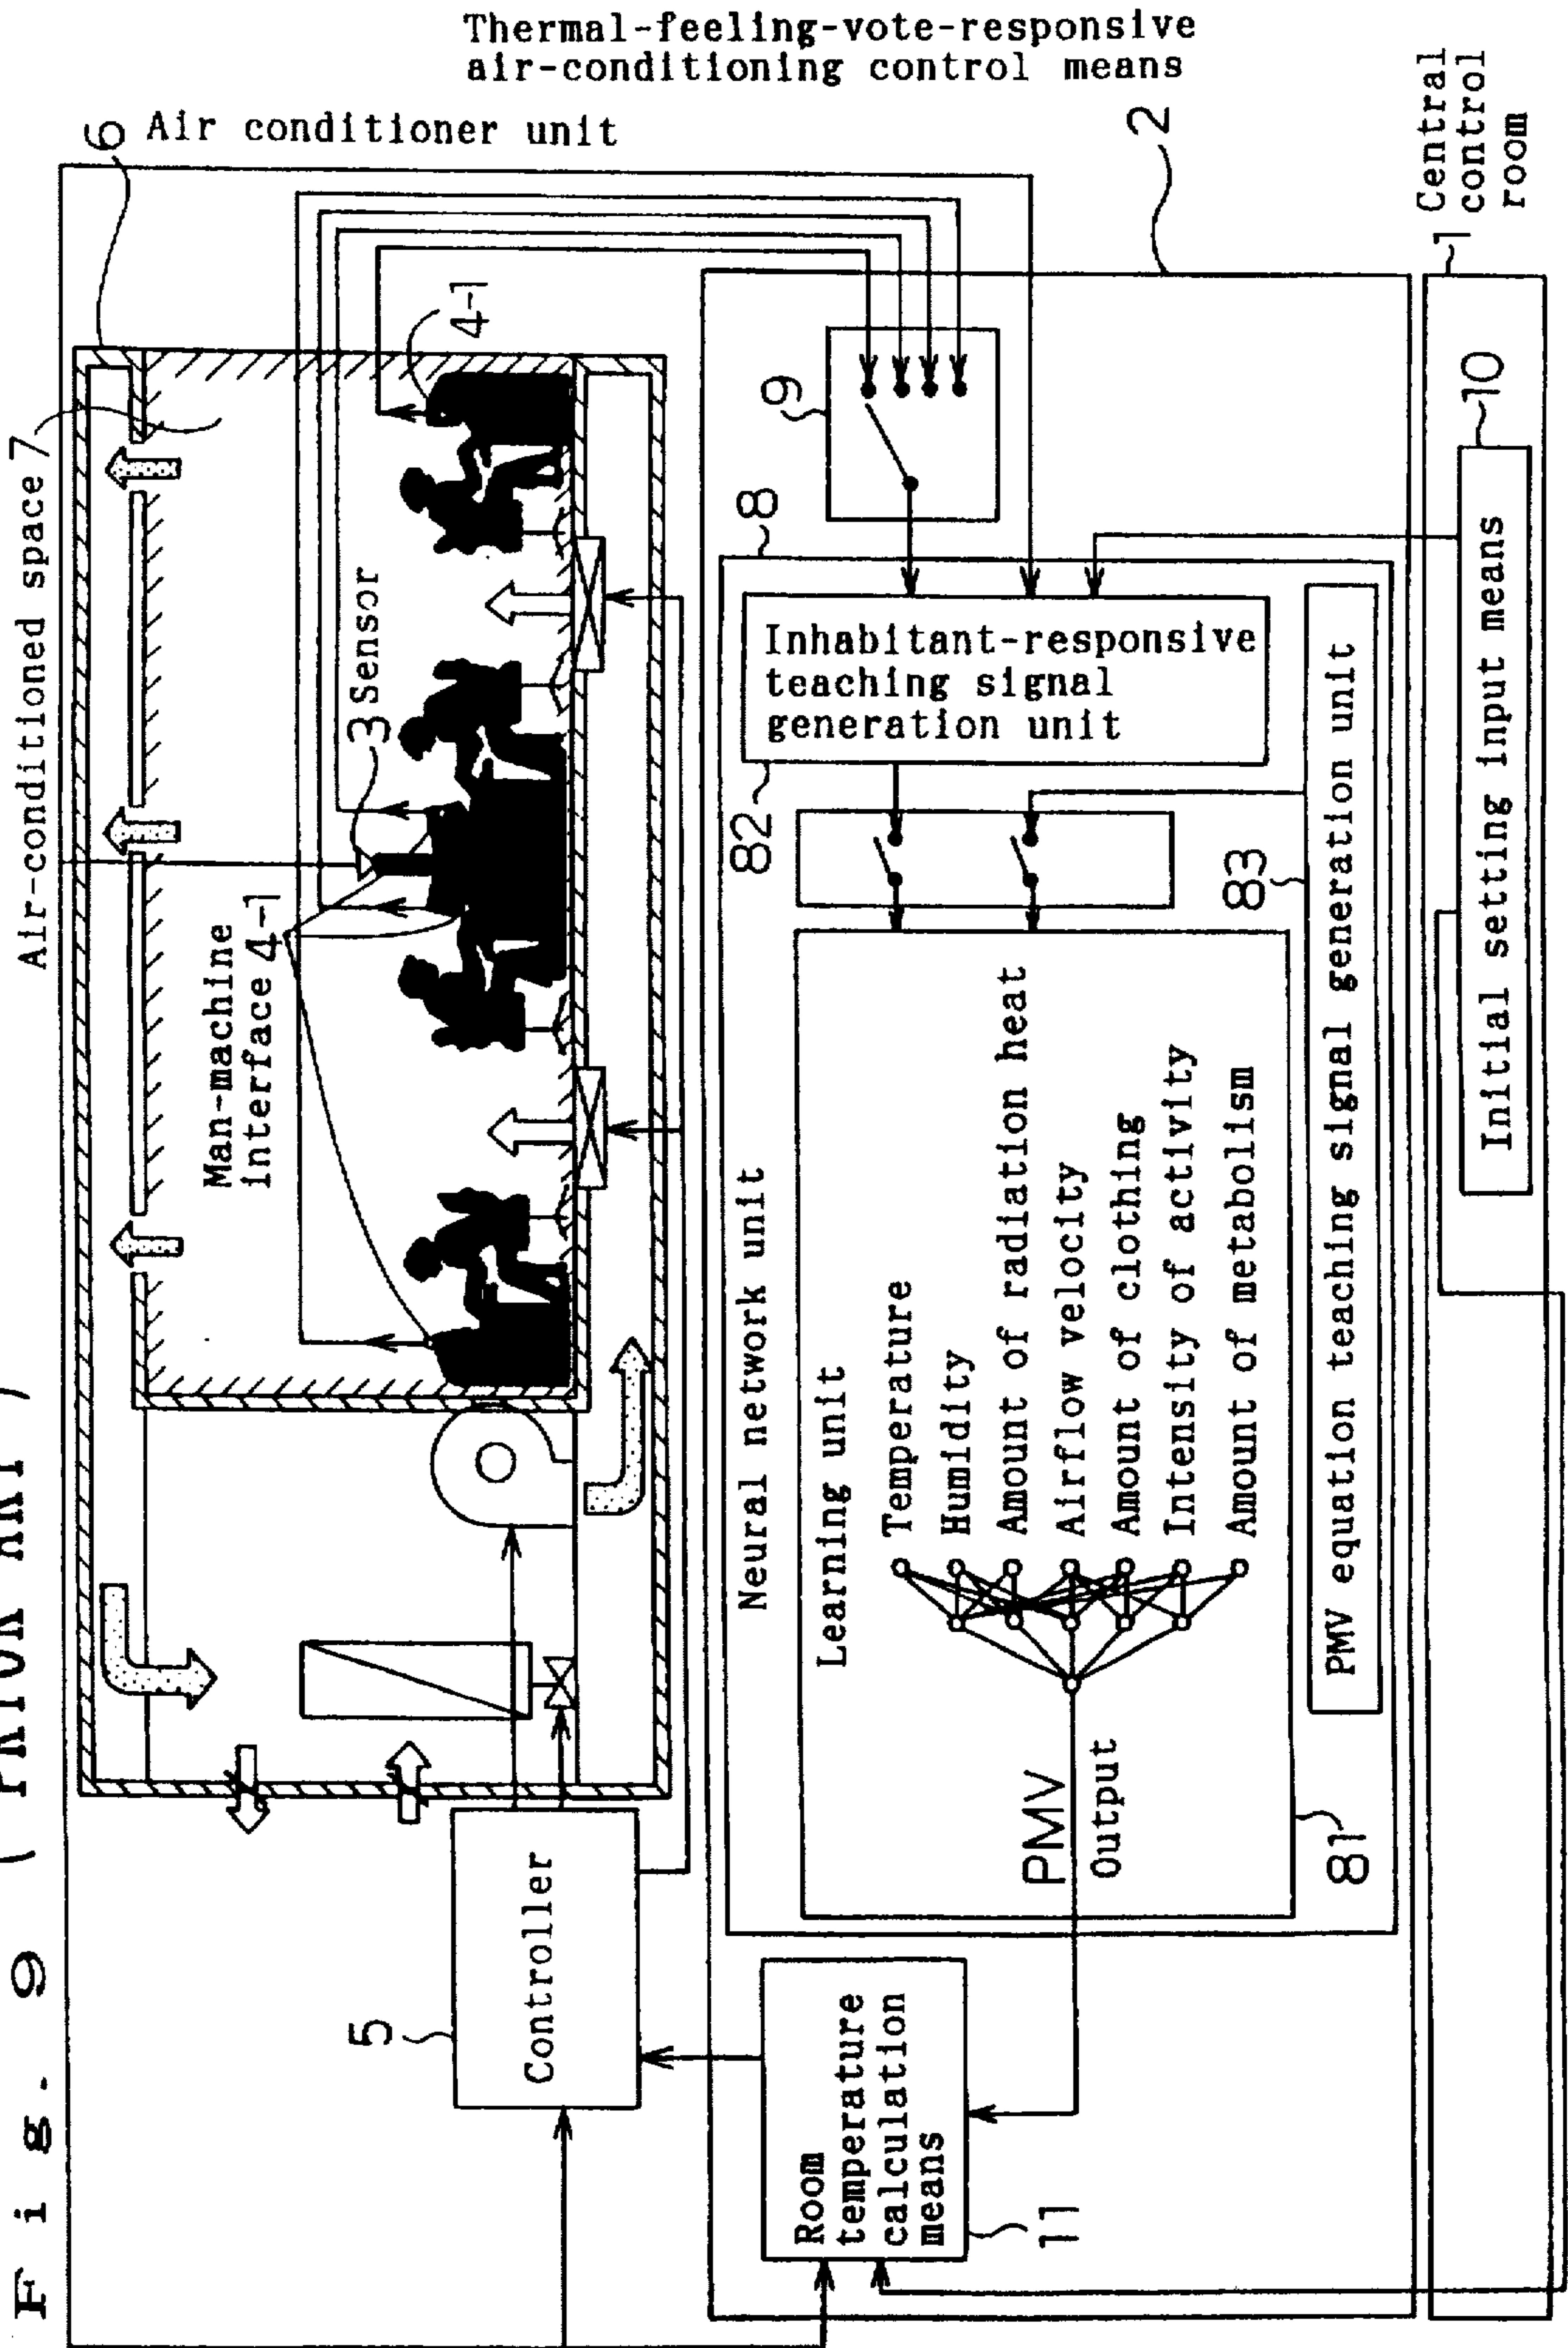 Fig. 9 (PRIOR ART)
Air-conditioned space 7
6 Air conditioner unit
Thermal-feeling-vote-responsive
air-conditioning control means
Man-machine
interface 4-1
3 Sensor
4-1
5
Controller
2
Neural network unit
8
9
Learning unit
Temperature
Humidity
Amount of radiation heat
Airflow velocity
Amount of clothing
Intensity of activity
Amount of metabolism
PMV
Output
81
82
Inhabitant-responsive
teaching signal
generation unit
83
PMV equation teaching signal generation unit
Room
temperature
calculation
means
11
1
Central
control
room
10
Initial setting input means